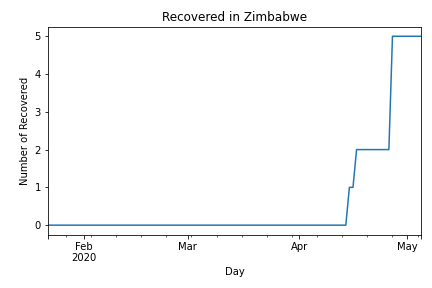 Recovered in Zimbabwe
Number of Recovered
5
4
3
2
1
0
Feb
2020
Mar
Apr
May
Day